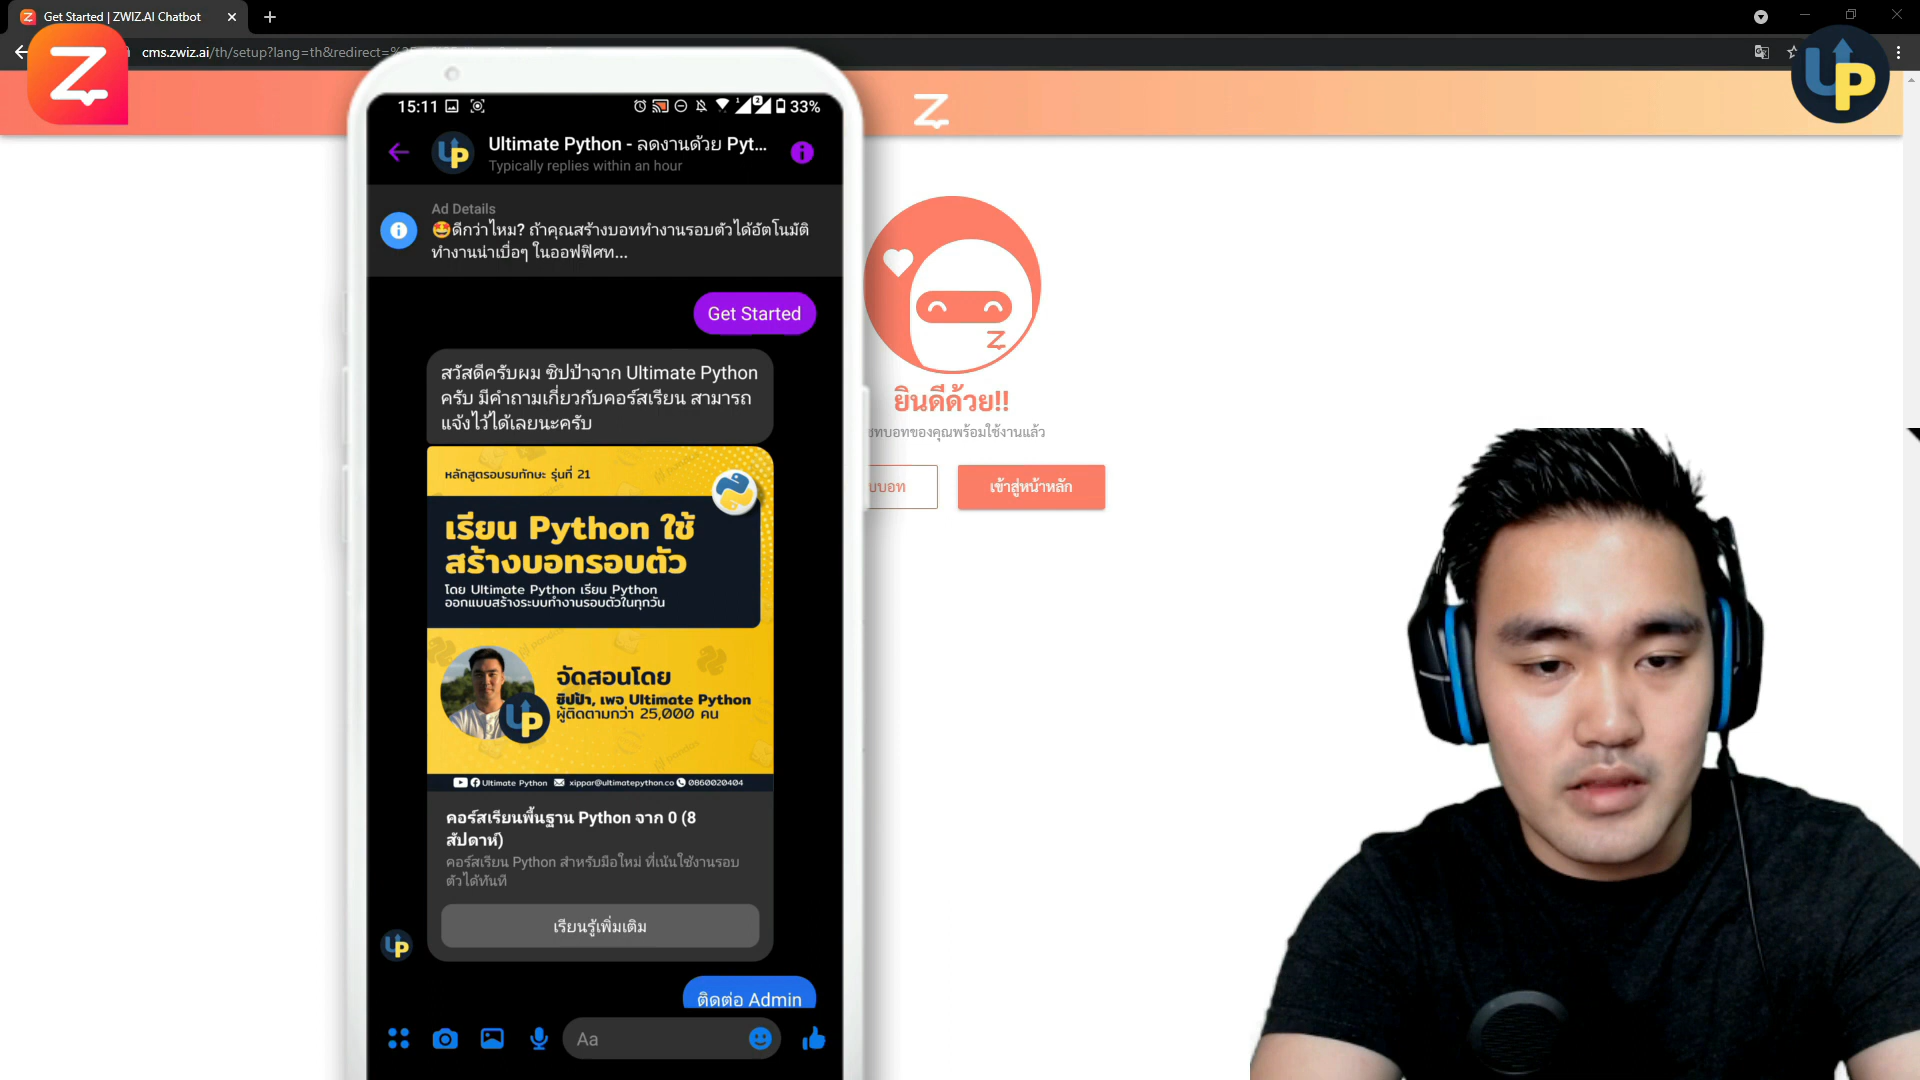 Get Started | ZWIZ.AI Chatbot
cms.zwiz.ai/th/setup?lang=th&redirect=%
15:11
33%
Ultimate Python - ลดงานด้วย Pyt...
Typically replies within an hour
Ad Details
🤩ดีกว่าไหม? ถ้าคุณสร้างบอททำงานรอบตัวได้อัตโนมัติ
ทำงานน่าเบื่อๆ ในออฟฟิศท...
Get Started
สวัสดีครับผม ซิปป้าจาก Ultimate Python
ครับ มีคำถามเกี่ยวกับคอร์สเรียน สามารถ
แจ้งไว้ได้เลยนะครับ
หลักสูตรอบรมทักษะ รุ่นที่ 21
เรียน Python ใช้
สร้างบอทรอบตัว
โดย Ultimate Python เรียน Python
ออกแบบสร้างระบบทำงานรอบตัวในทุกวัน
จัดสอนโดย
ซิปป้า, เพจ Ultimate Python
ผู้ติดตามกว่า 25,000 คน
UP
Ultimate Python xippar@ultimatepython.co 0860020404
คอร์สเรียนพื้นฐาน Python จาก 0 (8
สัปดาห์)
คอร์สเรียน Python สำหรับมือใหม่ ที่เน้นใช้งานรอบ
ตัวได้ทันที
เรียนรู้เพิ่มเติม
UP
ติดต่อ Admin
Aa
Z
UP
ยินดีด้วย!!
ชทบอทของคุณพร้อมใช้งานแล้ว
บบอท
เข้าสู่หน้าหลัก